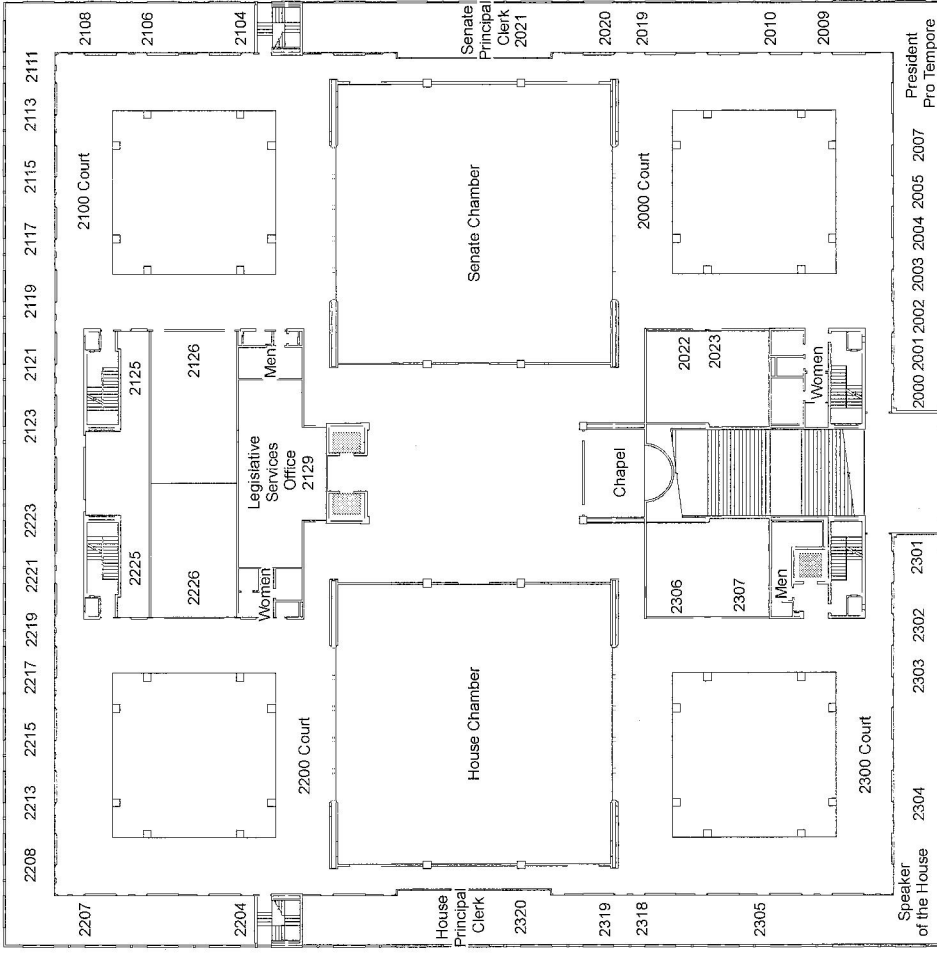 2208 2213 2215 2217 2219 2221 2223 2123 2121 2119 2117 2115 2113 2111
2207
2100 Court
2108
2225
2125
2106
2226
2126
2204
2104
Women
Legislative
Services
Office
2129
Men
2200 Court
House
Principal
Clerk
2320
House Chamber
Senate Chamber
Senate
Principal
Clerk
2021
2319
2020
Chapel
2318
2000 Court
2019
2306
2022
2307
2023
2305
2010
Men
Women
2009
2300 Court
Speaker
of the House
2304 2303 2302 2301
2000 2001 2002 2003 2004 2005 2007
President
Pro Tempore